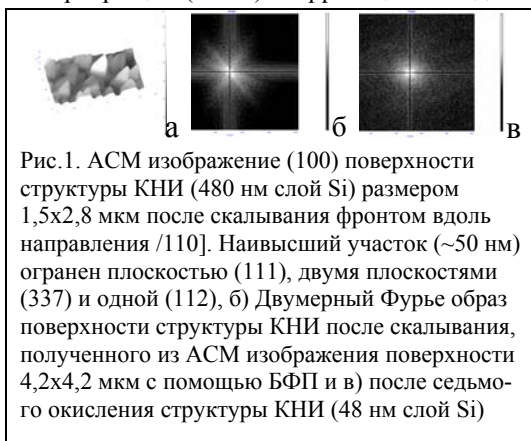 а
б
в
Рис.1. АСМ изображение (100) поверхности
структуры КНИ (480 нм слой Si) размером
1,5х2,8 мкм после скалывания фронтом вдоль
направления /110]. Наивысший участок (~50 нм)
огранен плоскостью (111), двумя плоскостями
(337) и одной (112), б) Двумерный Фурье образ
поверхности структуры КНИ после скалывания,
полученного из АСМ изображения поверхности
4,2х4,2 мкм с помощью БФП и в) после седьмо-
го окисления структуры КНИ (48 нм слой Si)